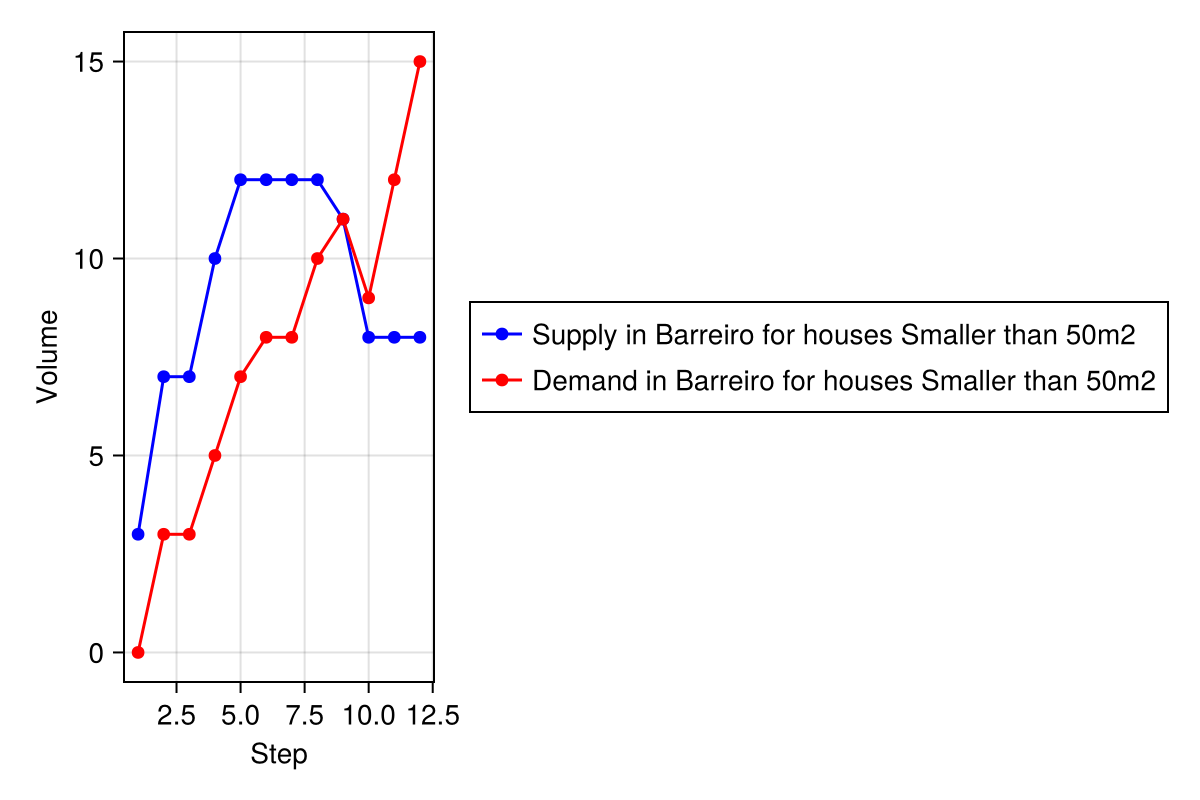 15
10
5
0
Volume
2.5 5.0 7.5 10.0 12.5
Step
Supply in Barreiro for houses Smaller than 50m2
Demand in Barreiro for houses Smaller than 50m2